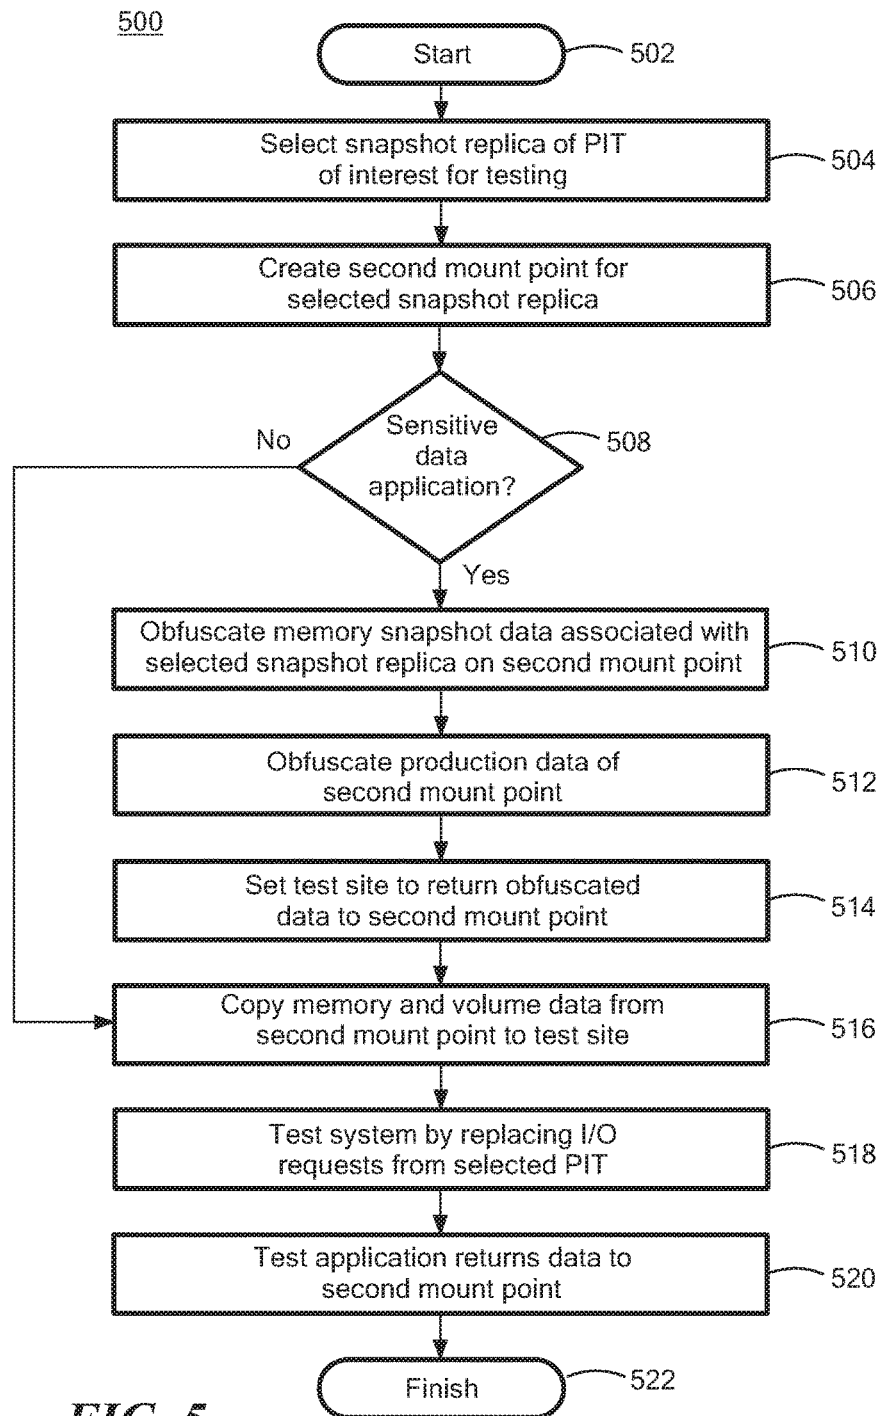 500
Start
502
Select snapshot replica of PIT
of interest for testing
504
Create second mount point for
selected snapshot replica
506
Sensitive
data
application?
508
No
Yes
Obfuscate memory snapshot data associated with
selected snapshot replica on second mount point
510
Obfuscate production data of
second mount point
512
Set test site to return obfuscated
data to second mount point
514
Copy memory and volume data from
second mount point to test site
516
Test system by replacing I/O
requests from selected PIT
518
Test application returns data to
second mount point
520
Finish
522
FIG. 5